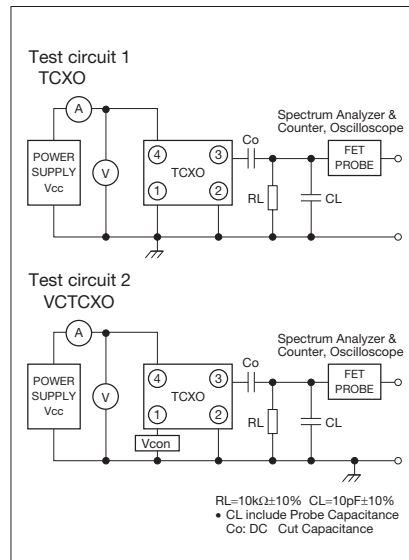 Test circuit 1
TCXO
A
Spectrum Analyzer &
Counter, Oscilloscope
Co
POWER
SUPPLY
Vcc
V
4
3
TCXO
1
2
RL
CL
FET
PROBE
Test circuit 2
VCTCXO
A
Spectrum Analyzer &
Counter, Oscilloscope
Co
POWER
SUPPLY
Vcc
V
4
3
TCXO
1
2
Vcon
RL
CL
FET
PROBE
RL=10kΩ±10% CL=10pF±10%
• CL include Probe Capacitance
Co: DC Cut Capacitance